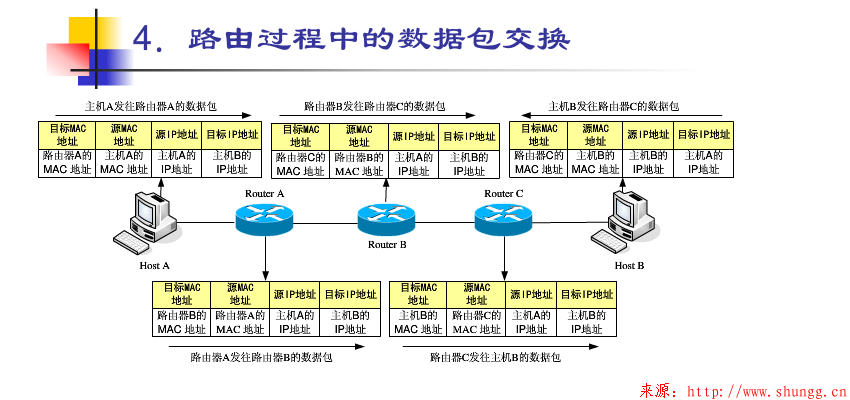 4. 路由过程中的数据包交换
主机A发往路由器A的数据包
目标MAC地址 源MAC地址 源IP地址 目标IP地址
路由器A的MAC 地址 主机A的MAC 地址 主机A的IP地址 主机B的IP地址
路由器B发往路由器C的数据包
目标MAC地址 源MAC地址 源IP地址 目标IP地址
路由器C的MAC 地址 路由器B的MAC 地址 主机A的IP地址 主机B的IP地址
主机B发往路由器C的数据包
目标MAC地址 源MAC地址 源IP地址 目标IP地址
路由器C的MAC 地址 主机B的MAC 地址 主机B的IP地址 主机A的IP地址
Router A
Router C
Router B
Host A
Host B
目标MAC地址 源MAC地址 源IP地址 目标IP地址
路由器B的MAC 地址 路由器A的MAC 地址 主机A的IP地址 主机B的IP地址
路由器A发往路由器B的数据包
目标MAC地址 源MAC地址 源IP地址 目标IP地址
主机B的MAC 地址 路由器C的MAC 地址 主机A的IP地址 主机B的IP地址
路由器C发往主机B的数据包
来源：http://www.shungg.cn